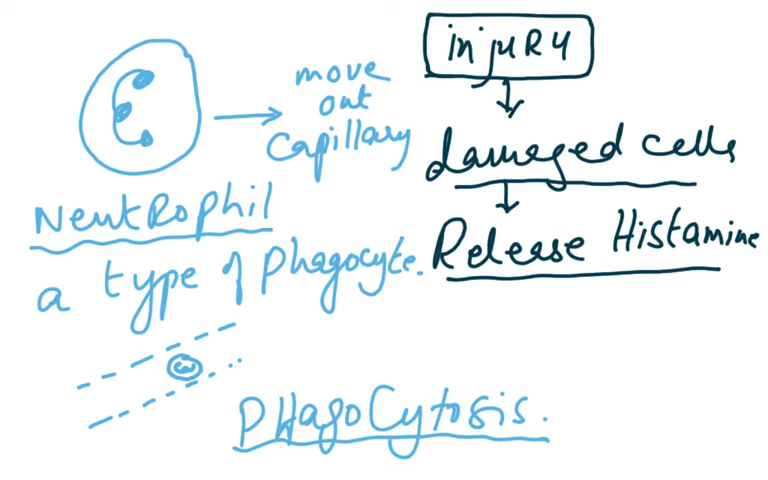 injuRy
move
out
capillary
damaged cells
NeutRophil
Release Histamine
a type of Phagocyte.
PHagoCytosis.